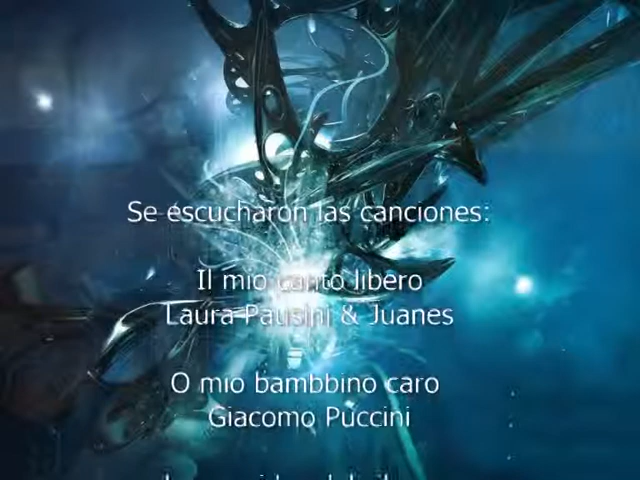 Se escucharon las canciones:
Il mio canto libero
Laura Pausini & Juanes
O mio bambbino caro
Giacomo Puccini